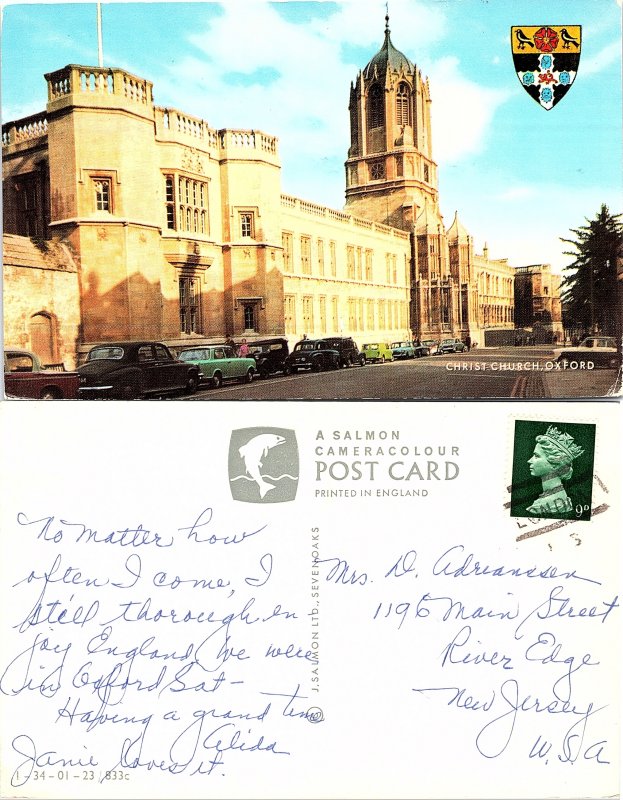 CHRIST CHURCH, OXFORD
A SALMON
CAMERACOLOUR
POST CARD
PRINTED IN ENGLAND
9D
LONDON
No matter how
often I come, I
still thorough en
joy England We were
in Oxford Sat-
Having a grand time
Alida
Janie loves it.
1-34-01-23 / 833c
J. SALMON LTD., SEVENOAKS ©
Mrs. D. Adrianssen
1196 Main Street
River Edge
New Jersey
U.S.A